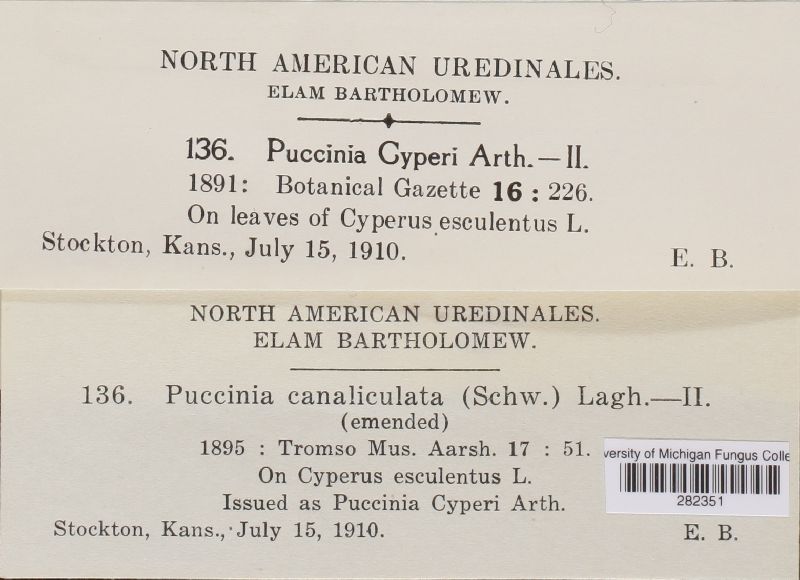 NORTH AMERICAN UREDINALES.
ELAM BARTHOLOMEW.
136. Puccinia Cyperi Arth.—II.
1891: Botanical Gazette 16 : 226.
On leaves of Cyperus esculentus L.
Stockton, Kans., July 15, 1910. E. B.
NORTH AMERICAN UREDINALES.
ELAM BARTHOLOMEW.
136. Puccinia canaliculata (Schw.) Lagh.—II.
(emended)
1895 : Tromso Mus. Aarsh. 17 : 51.
On Cyperus esculentus L.
Issued as Puccinia Cyperi Arth.
Stockton, Kans., July 15, 1910. E. B.
versity of Michigan Fungus Colle
282351